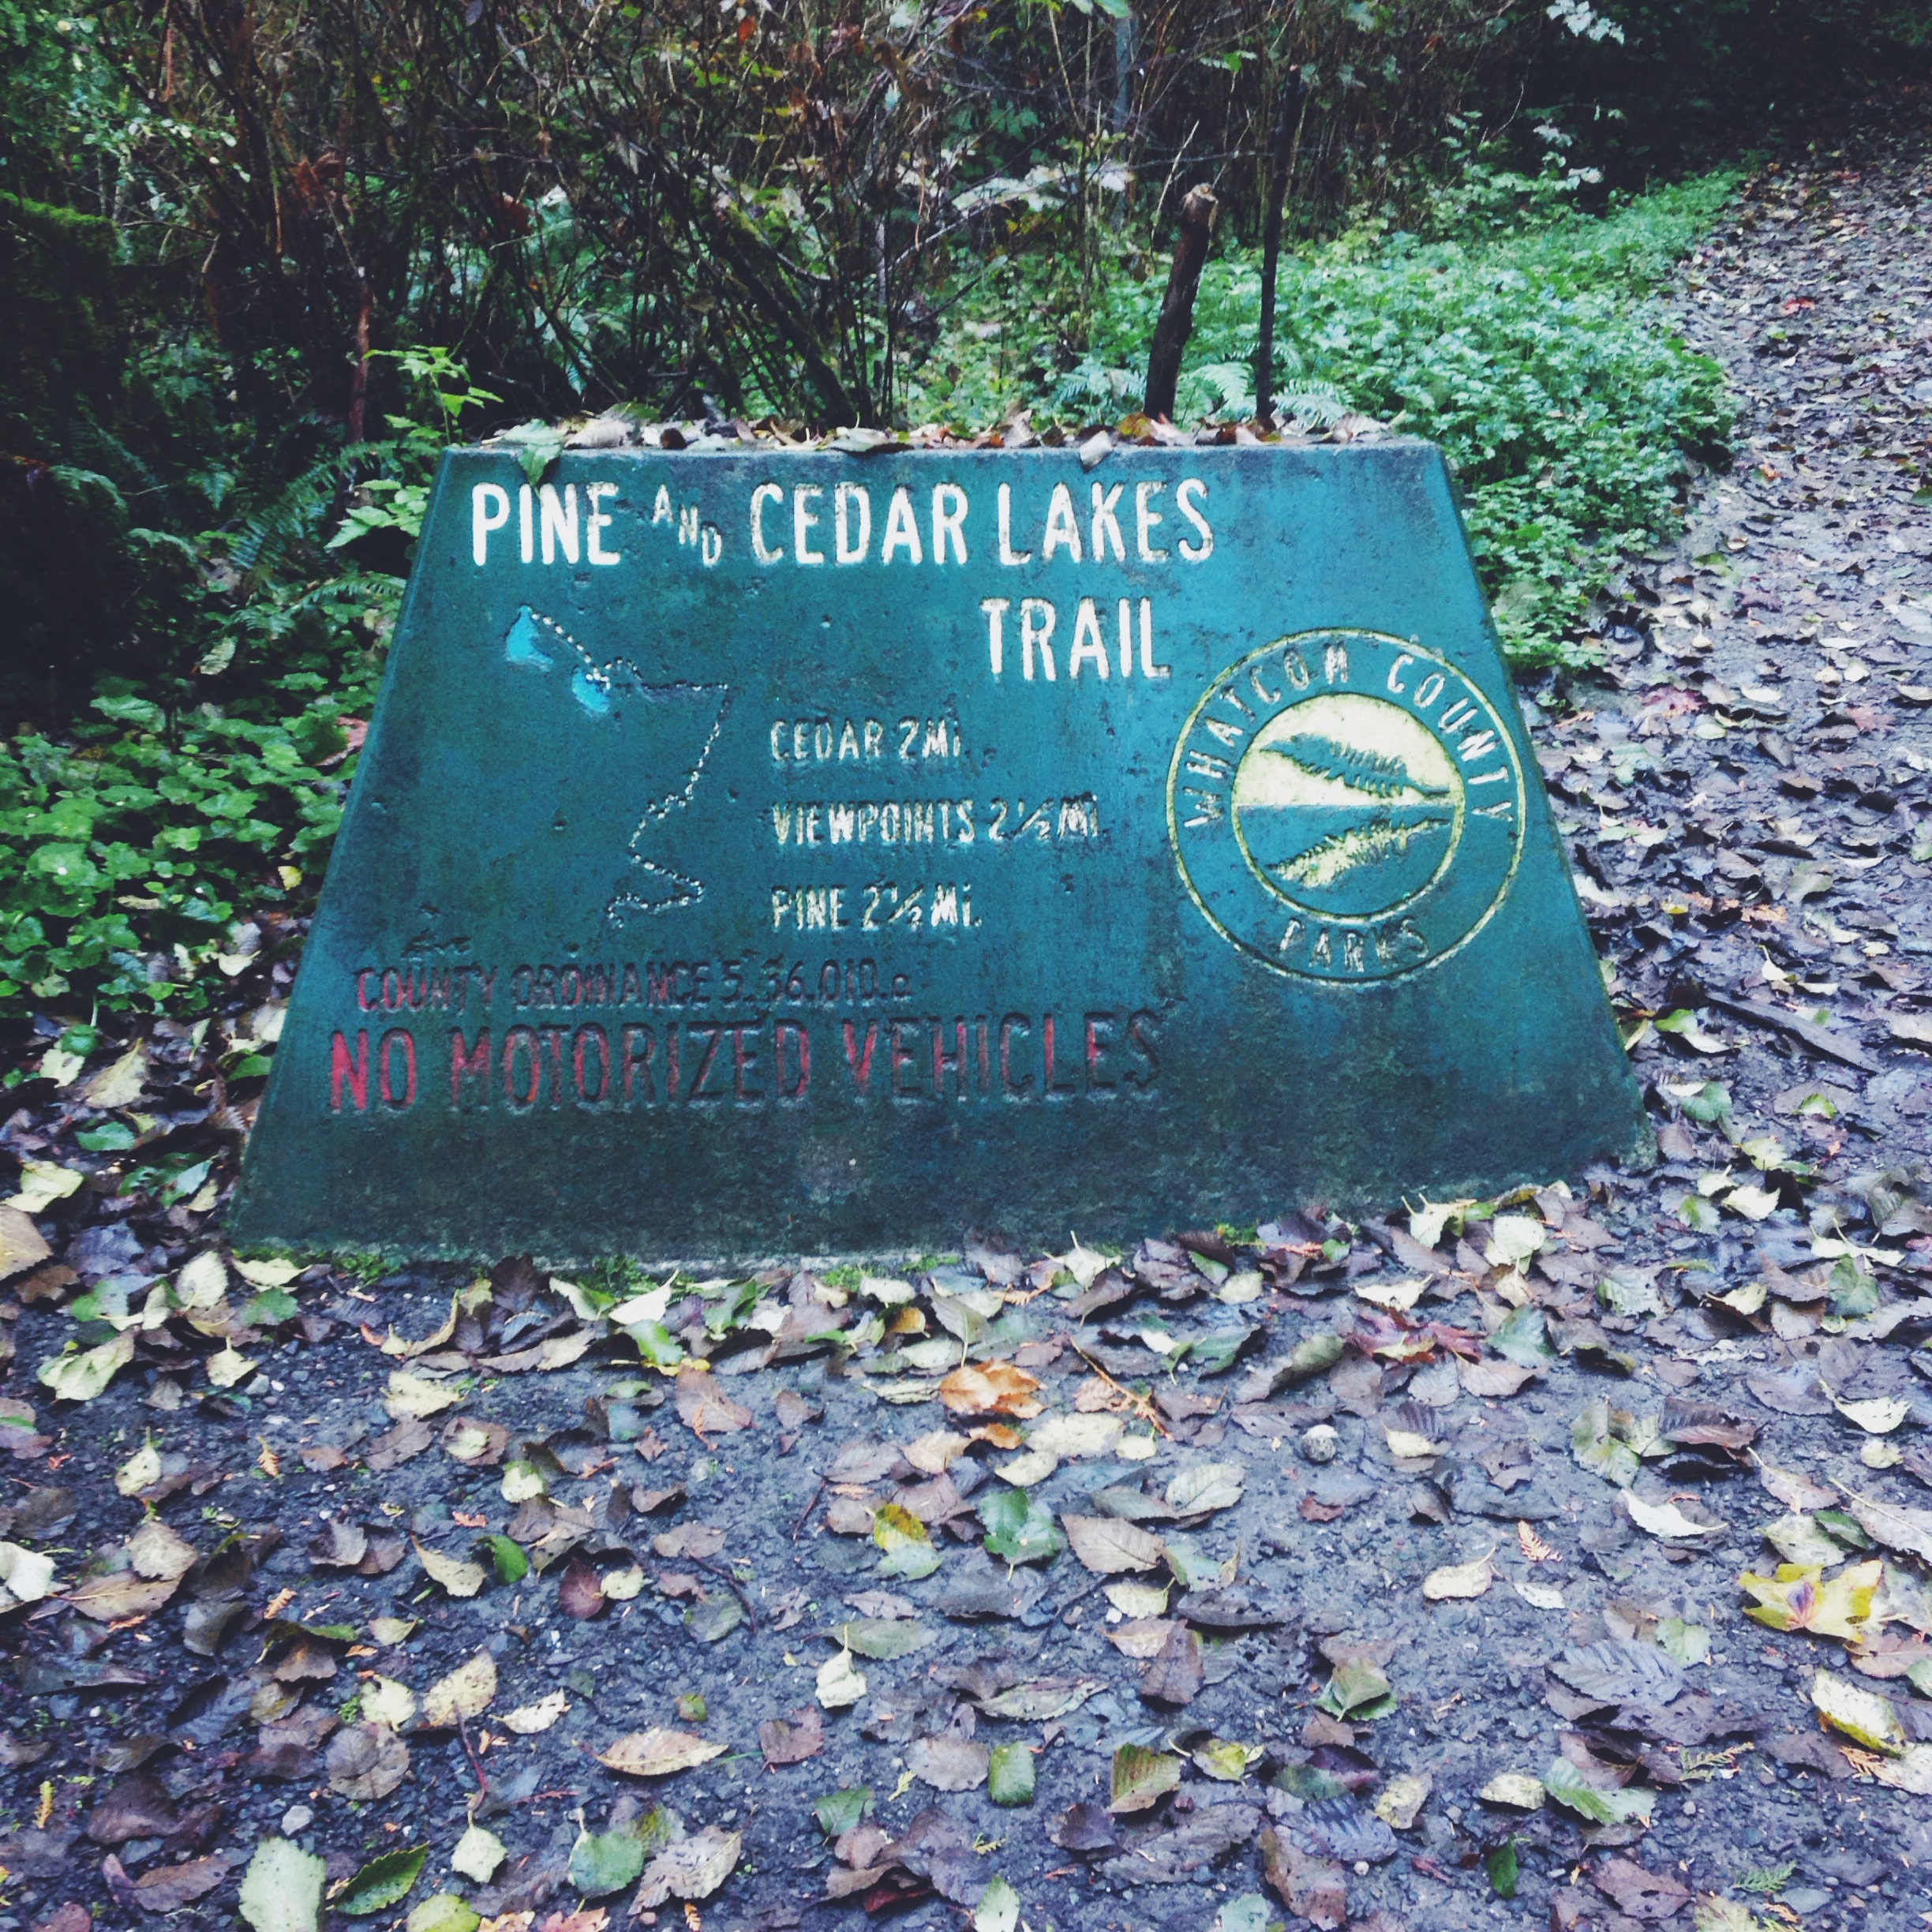 PINE AND CEDAR LAKES
TRAIL
CEDAR 2Mi.
VIEWPOINTS 2½Mi.
PINE 2½Mi.
WHATCOM COUNTY
PARKS
COUNTY ORDINANCE 5.36.010.a
NO MOTORIZED VEHICLES